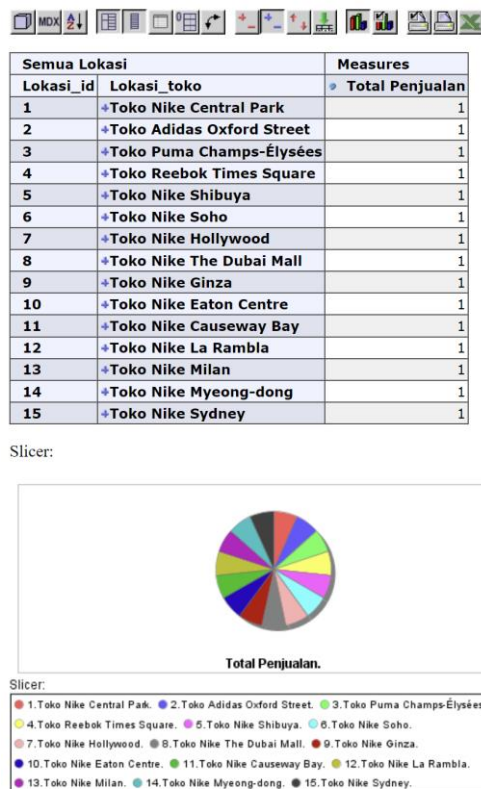 MDX
Semua Lokasi Measures
Lokasi_id Lokasi_toko Total Penjualan
1 +Toko Nike Central Park 1
2 +Toko Adidas Oxford Street 1
3 +Toko Puma Champs-Élysées 1
4 +Toko Reebok Times Square 1
5 +Toko Nike Shibuya 1
6 +Toko Nike Soho 1
7 +Toko Nike Hollywood 1
8 +Toko Nike The Dubai Mall 1
9 +Toko Nike Ginza 1
10 +Toko Nike Eaton Centre 1
11 +Toko Nike Causeway Bay 1
12 +Toko Nike La Rambla 1
13 +Toko Nike Milan 1
14 +Toko Nike Myeong-dong 1
15 +Toko Nike Sydney 1
Slicer:
Total Penjualan.
Slicer:
1.Toko Nike Central Park. 2.Toko Adidas Oxford Street. 3.Toko Puma Champs-Élysées
4.Toko Reebok Times Square. 5.Toko Nike Shibuya. 6.Toko Nike Soho.
7.Toko Nike Hollywood. 8.Toko Nike The Dubai Mall. 9.Toko Nike Ginza.
10.Toko Nike Eaton Centre. 11.Toko Nike Causeway Bay. 12.Toko Nike La Rambla.
13.Toko Nike Milan. 14.Toko Nike Myeong-dong. 15.Toko Nike Sydney.